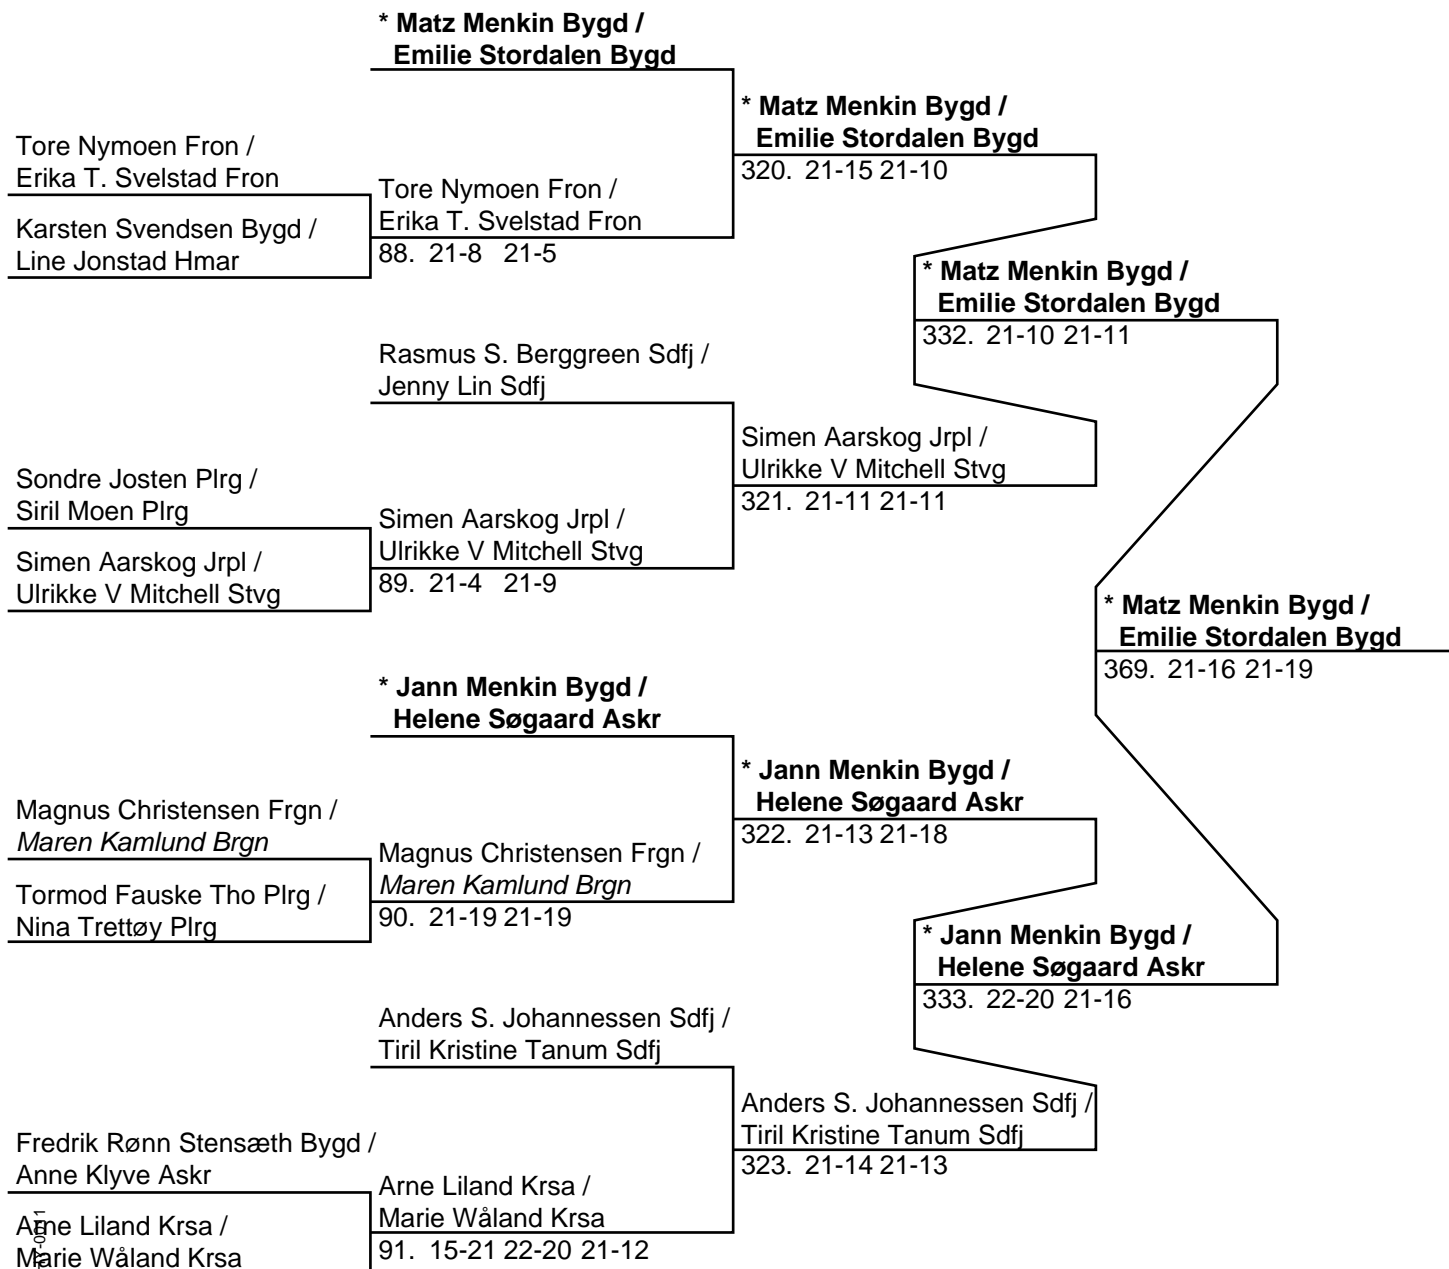 * Matz Menkin Bygd /
Emilie Stordalen Bygd
Tore Nymoen Fron /
Erika T. Svelstad Fron
Karsten Svendsen Bygd /
Line Jonstad Hmar
Tore Nymoen Fron /
Erika T. Svelstad Fron
88. 21-8 21-5
* Matz Menkin Bygd /
Emilie Stordalen Bygd
320. 21-15 21-10
* Matz Menkin Bygd /
Emilie Stordalen Bygd
332. 21-10 21-11
Rasmus S. Berggreen Sdfj /
Jenny Lin Sdfj
Sondre Josten Plrg /
Siril Moen Plrg
Simen Aarskog Jrpl /
Ulrikke V Mitchell Stvg
Simen Aarskog Jrpl /
Ulrikke V Mitchell Stvg
89. 21-4 21-9
Simen Aarskog Jrpl /
Ulrikke V Mitchell Stvg
321. 21-11 21-11
* Matz Menkin Bygd /
Emilie Stordalen Bygd
369. 21-16 21-19
* Jann Menkin Bygd /
Helene Søgaard Askr
Magnus Christensen Frgn /
Maren Kamlund Brgn
Tormod Fauske Tho Plrg /
Nina Trettøy Plrg
Magnus Christensen Frgn /
Maren Kamlund Brgn
90. 21-19 21-19
* Jann Menkin Bygd /
Helene Søgaard Askr
322. 21-13 21-18
* Jann Menkin Bygd /
Helene Søgaard Askr
333. 22-20 21-16
Anders S. Johannessen Sdfj /
Tiril Kristine Tanum Sdfj
Fredrik Rønn Stensæth Bygd /
Anne Klyve Askr
Arne Liland Krsa /
Marie Wåland Krsa
Arne Liland Krsa /
Marie Wåland Krsa
91. 15-21 22-20 21-12
Anders S. Johannessen Sdfj /
Tiril Kristine Tanum Sdfj
323. 21-14 21-13